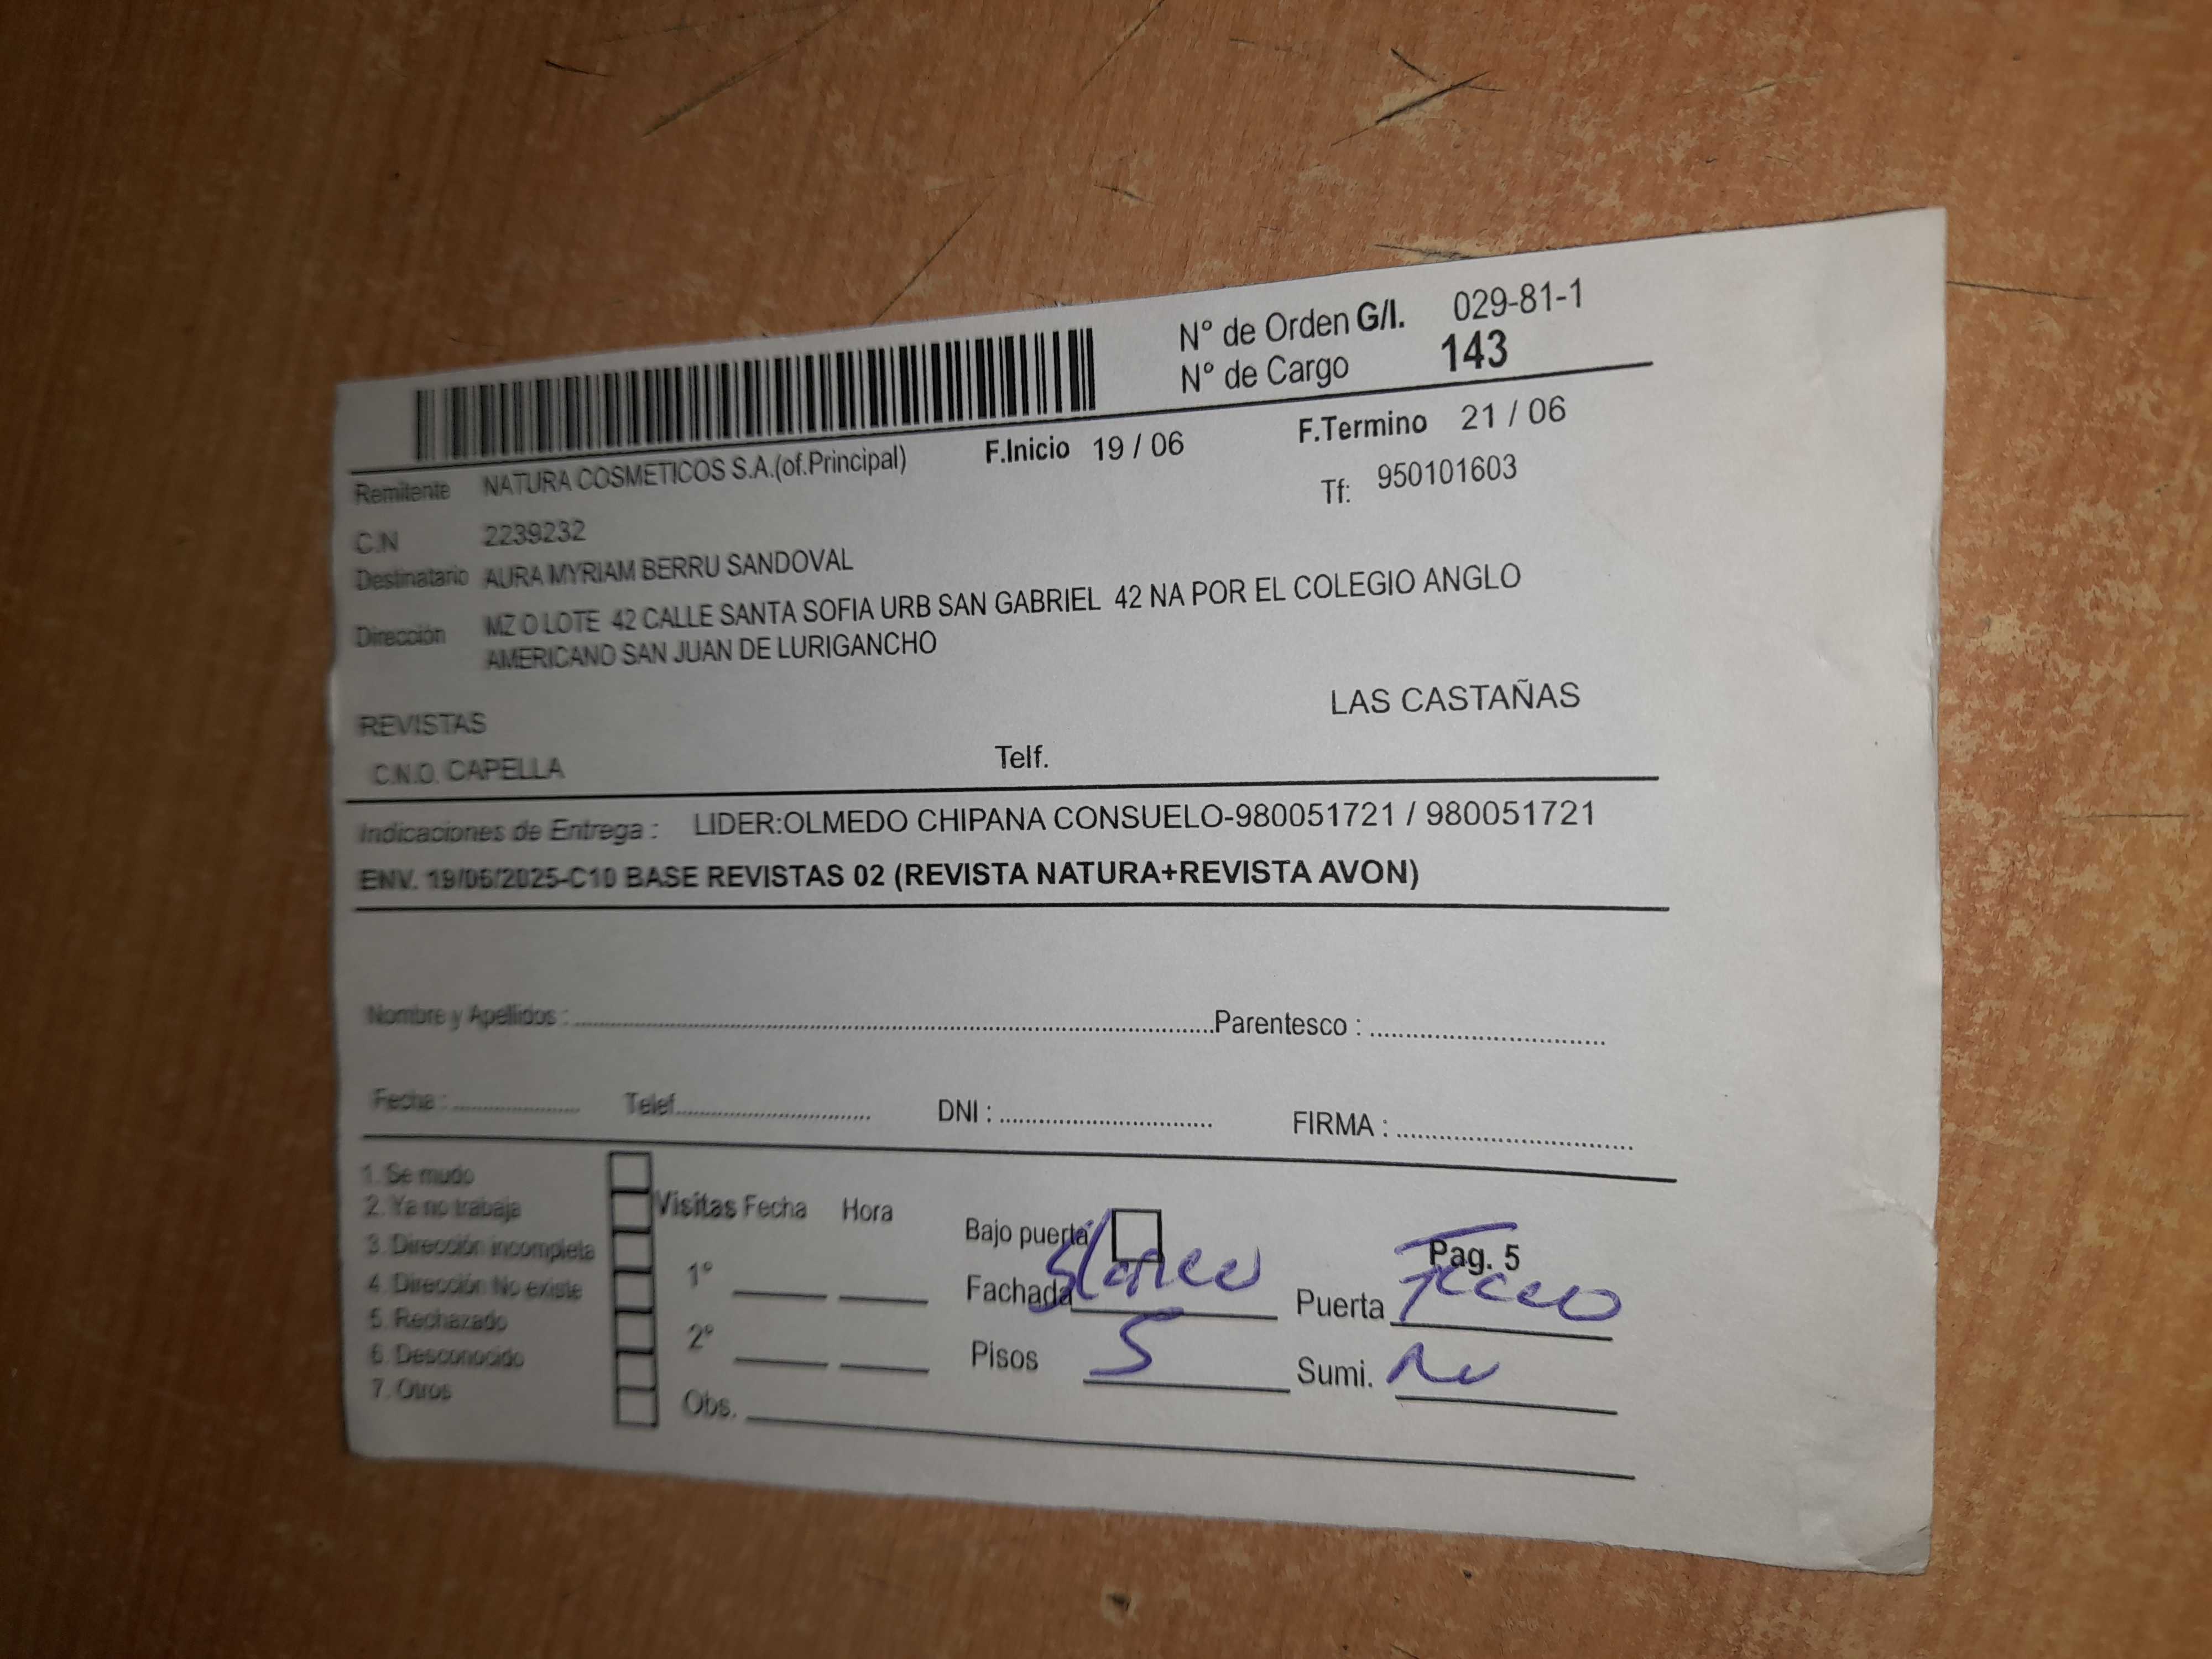 N° de Orden G/I. 029-81-1
N° de Cargo 143
F.Inicio 19 / 06 F.Termino 21 / 06
Remitente NATURA COSMETICOS S.A.(of.Principal) Tf: 950101603
C.N 2239232
Destinatario AURA MYRIAM BERRU SANDOVAL
Dirección MZ O LOTE 42 CALLE SANTA SOFIA URB SAN GABRIEL 42 NA POR EL COLEGIO ANGLO
AMERICANO SAN JUAN DE LURIGANCHO
LAS CASTAÑAS
REVISTAS
C.N.O. CAPELLA Telf.
Indicaciones de Entrega : LIDER:OLMEDO CHIPANA CONSUELO-980051721 / 980051721
ENV. 19/06/2025-C10 BASE REVISTAS 02 (REVISTA NATURA+REVISTA AVON)
Nombre y Apellidos : Parentesco :
Fecha : Telef. DNI : FIRMA :
1. Se mudo
2. Ya no trabaja
3. Dirección incompleta
4. Dirección No existe
5. Rechazado
6. Desconocido
7. Otros
Visitas Fecha Hora
1°
2°
Obs.
Bajo puerta Pag. 5
Fachada Blanco Puerta Fierro
Pisos 5 Sumi.